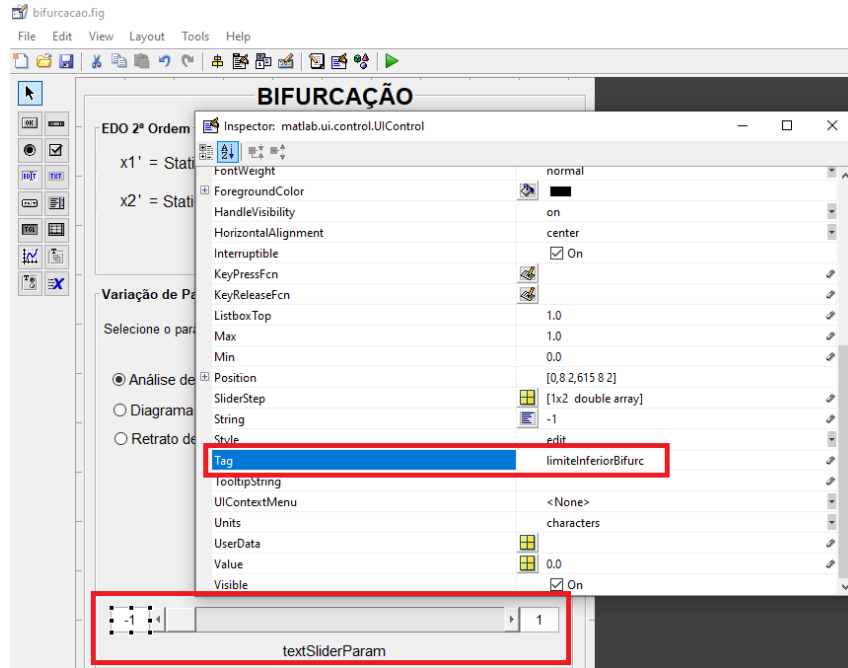 bifurcacao.fig
File Edit View Layout Tools Help
BIFURCAÇÃO
EDO 2ª Ordem
x1' = Stati
x2' = Stati
Variação de Pa
Selecione o pará
Análise de
Diagrama
Retrato de
Inspector: matlab.ui.control.UIControl
FontWeight normal
ForegroundColor
HandleVisibility on
HorizontalAlignment center
Interruptible On
KeyPressFcn
KeyReleaseFcn
ListboxTop 1.0
Max 1.0
Min 0.0
Position [0,8 2,615 8 2]
SliderStep [1x2 double array]
String -1
Style edit
Tag limiteInferiorBifurc
TooltipString
UIContextMenu <None>
Units characters
UserData
Value 0.0
Visible On
-1 1
textSliderParam